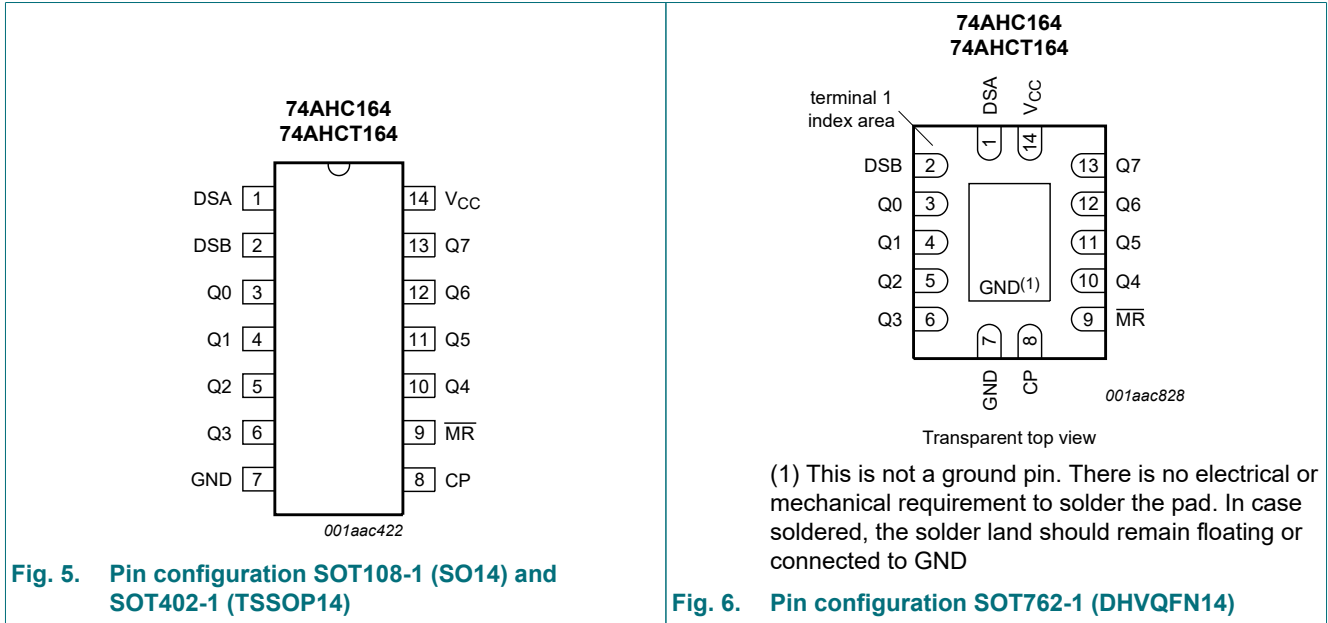 74AHC164
74AHCT164
DSA 1 14 VCC
DSB 2 13 Q7
Q0 3 12 Q6
Q1 4 11 Q5
Q2 5 10 Q4
Q3 6 9 MR
GND 7 8 CP
001aac422
Fig. 5. Pin configuration SOT108-1 (SO14) and
SOT402-1 (TSSOP14)
74AHC164
74AHCT164
terminal 1
index area
DSA VCC
1 14
DSB 2 13 Q7
Q0 3 12 Q6
Q1 4 11 Q5
Q2 5 10 Q4
GND(1)
Q3 6 9 MR
7 8
GND CP
001aac828
Transparent top view
(1) This is not a ground pin. There is no electrical or
mechanical requirement to solder the pad. In case
soldered, the solder land should remain floating or
connected to GND
Fig. 6. Pin configuration SOT762-1 (DHVQFN14)